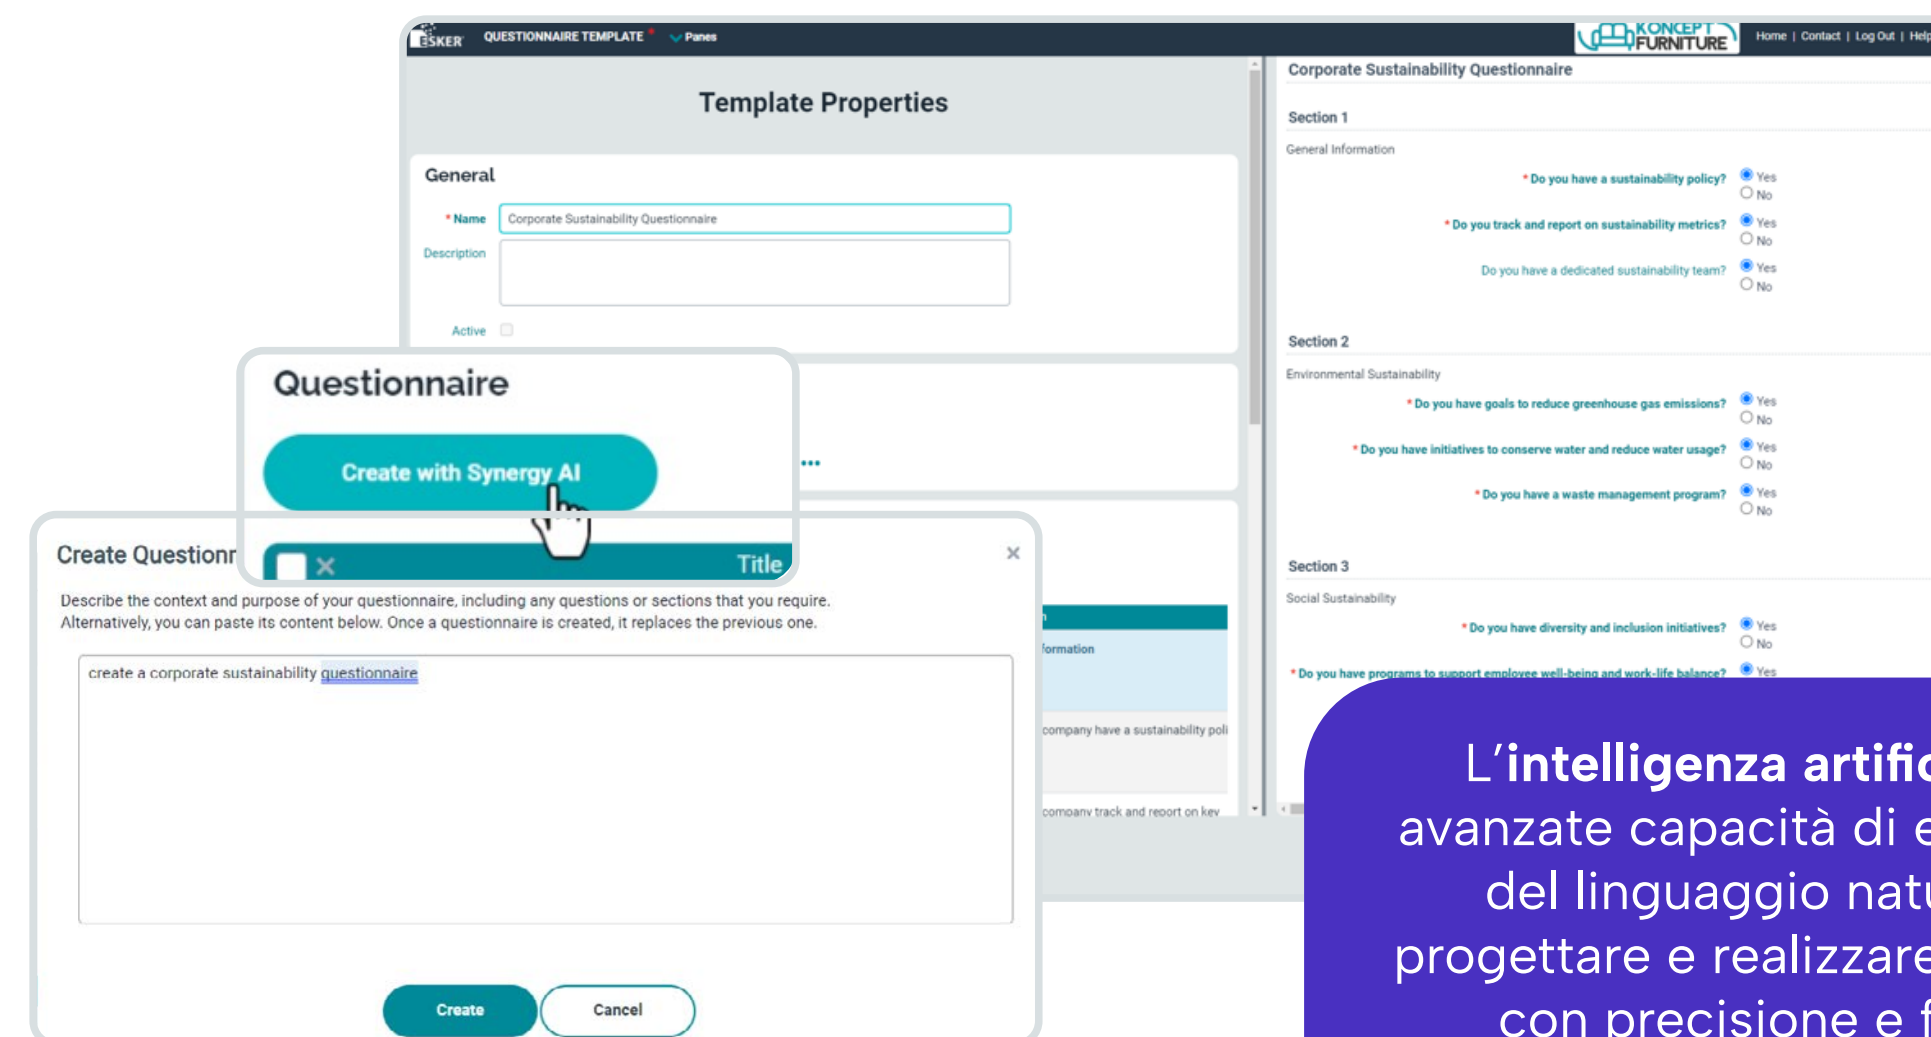 ESKER QUESTIONNAIRE TEMPLATE * Panes
KONCEPT
FURNITURE
Home | Contact | Log Out | Help
Template Properties
General
* Name Corporate Sustainability Questionnaire
Description
Active
Questionnaire
Create with Synergy AI
...
Title
Create Questionn
Describe the context and purpose of your questionnaire, including any questions or sections that you require.
Alternatively, you can paste its content below. Once a questionnaire is created, it replaces the previous one.
create a corporate sustainability questionnaire
Create Cancel
formation
company have a sustainability poli
company track and report on key
Corporate Sustainability Questionnaire
Section 1
General Information
* Do you have a sustainability policy? Yes
No
* Do you track and report on sustainability metrics? Yes
No
Do you have a dedicated sustainability team? Yes
No
Section 2
Environmental Sustainability
* Do you have goals to reduce greenhouse gas emissions? Yes
No
* Do you have initiatives to conserve water and reduce water usage? Yes
No
* Do you have a waste management program? Yes
No
Section 3
Social Sustainability
* Do you have diversity and inclusion initiatives? Yes
No
* Do you have programs to support employee well-being and work-life balance? Yes
L'intelligenza artific
avanzate capacità di e
del linguaggio natu
progettare e realizzare
con precisione e f